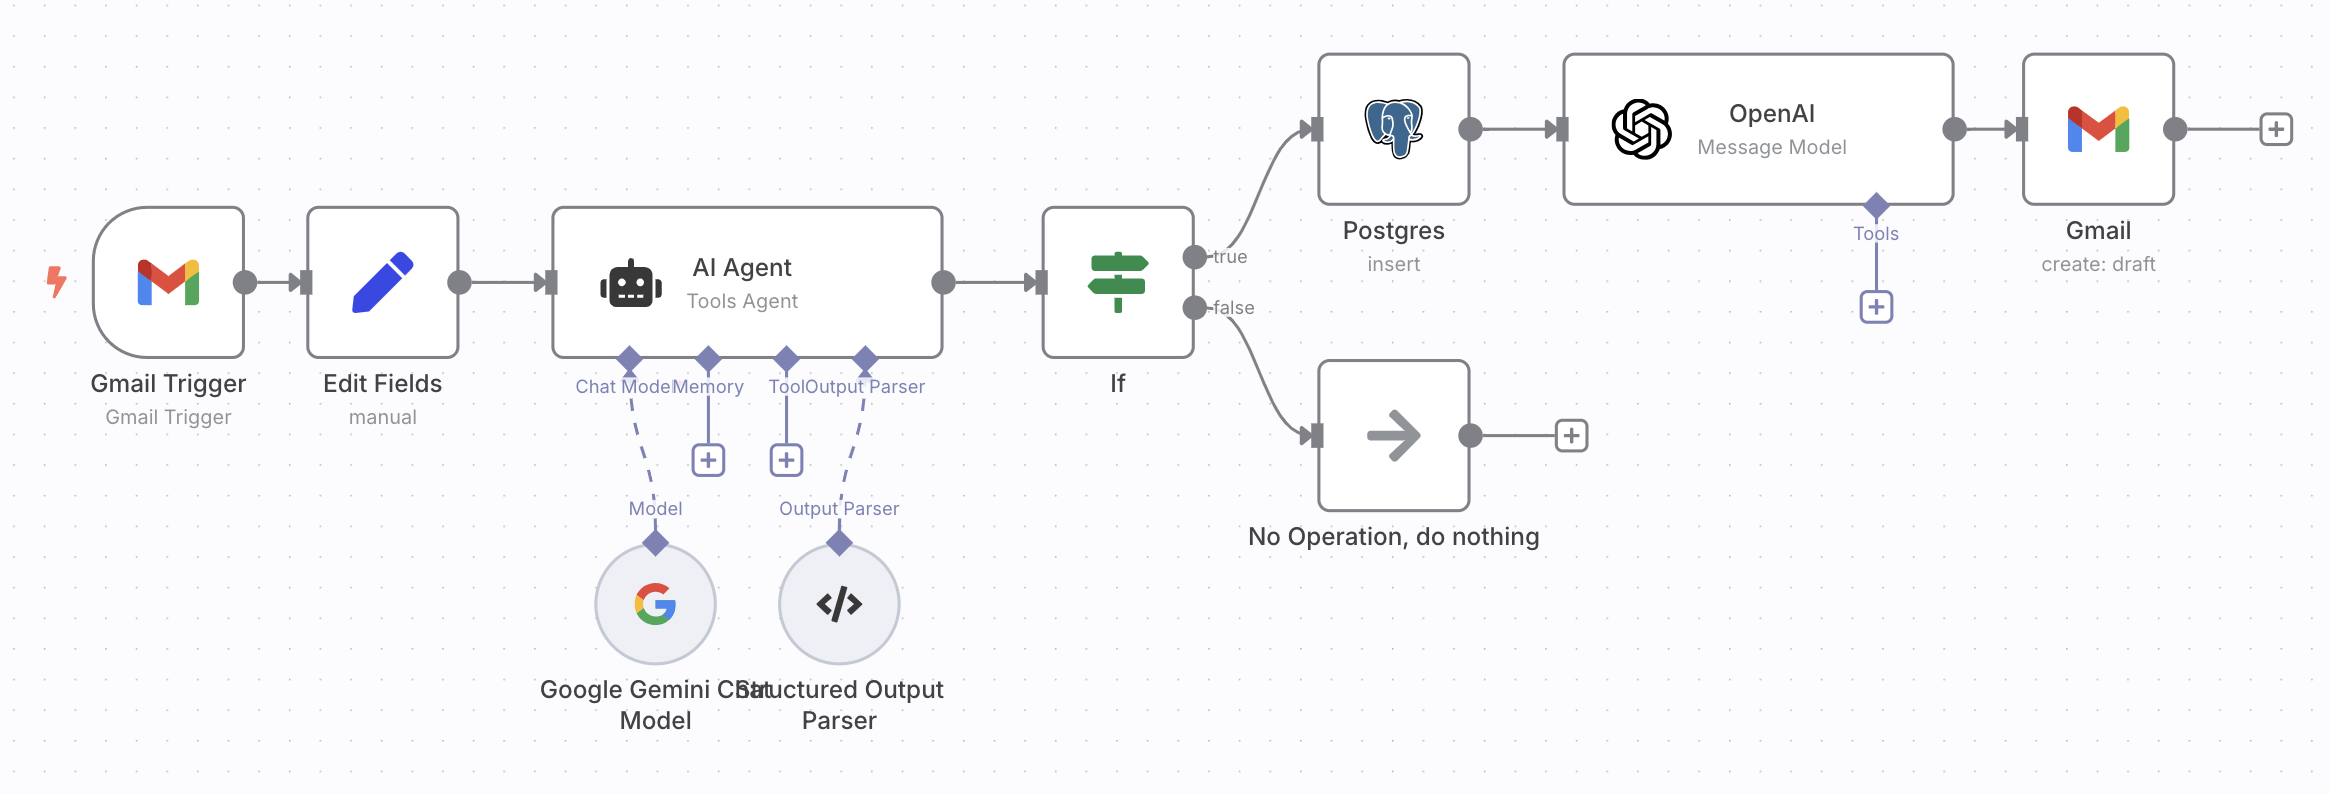 Gmail Trigger
Gmail Trigger
Edit Fields
manual
AI Agent
Tools Agent
Chat Model
Memory
Tool
Output Parser
Model
Output Parser
Google Gemini Chat
Model
Structured Output
Parser
If
true
false
Postgres
insert
OpenAI
Message Model
Tools
Gmail
create: draft
No Operation, do nothing